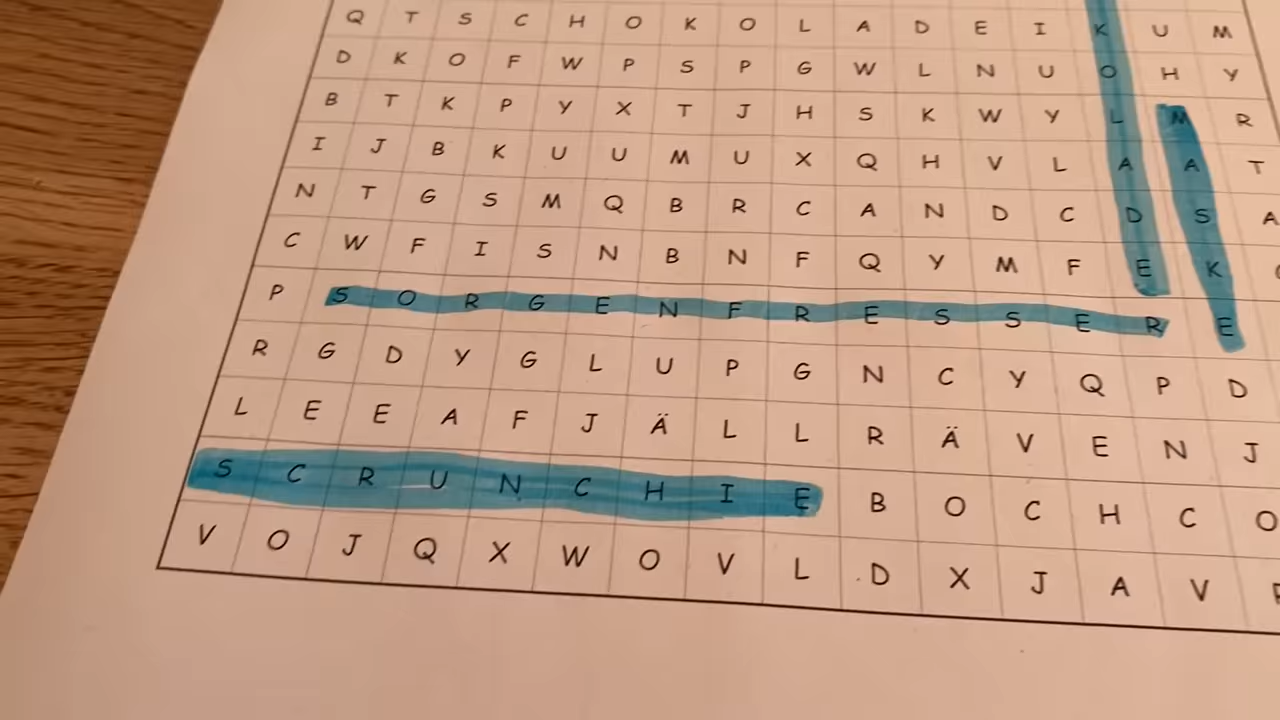 Q T S C H O K O L A D E I K U M
D K O F W P S P G W L N U O H Y
B T K P Y X T J H S K W Y L M R
I J B K U U M U X Q H V L A A T
N T G S M Q B R C A N D C D S A
C W F I S N B N F Q Y M F E K
P S O R G E N F R E S S E R E
R G D Y G L U P G N C Y Q P D
L E E A F J Ä L L R Ä V E N J
S C R U N C H I E B O C H C O
V O J Q X W O V L D X J A V